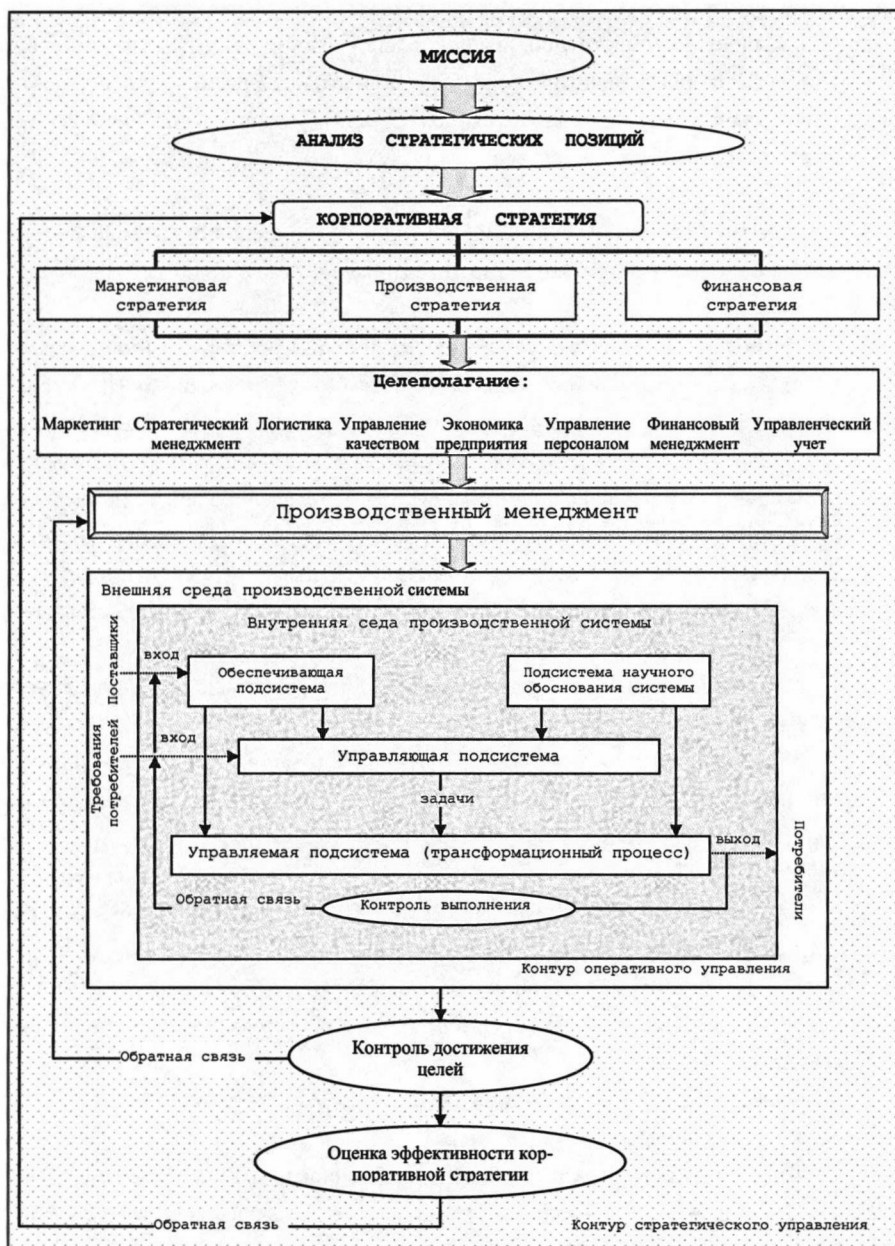 МИССИЯ
АНАЛИЗ СТРАТЕГИЧЕСКИХ ПОЗИЦИЙ
КОРПОРАТИВНАЯ СТРАТЕГИЯ
Маркетинговая
стратегия
Производственная
стратегия
Финансовая
стратегия
Целеполагание:
Маркетинг
Стратегический
менеджмент
Логистика
Управление
качеством
Экономика
предприятия
Управление
персоналом
Финансовый
менеджмент
Управленческий
учет
Производственный менеджмент
Внешняя среда производственной системы
Внутренняя седа производственной системы
Поставщики
вход
Обеспечивающая
подсистема
Подсистема научного
обоснования системы
Требования
потребителей
вход
Управляющая подсистема
задачи
Управляемая подсистема (трансформационный процесс)
выход
Потребители
Обратная связь
Контроль выполнения
Контур оперативного управления
Обратная связь
Контроль достижения
целей
Оценка эффективности кор-
поративной стратегии
Обратная связь
Контур стратегического управления